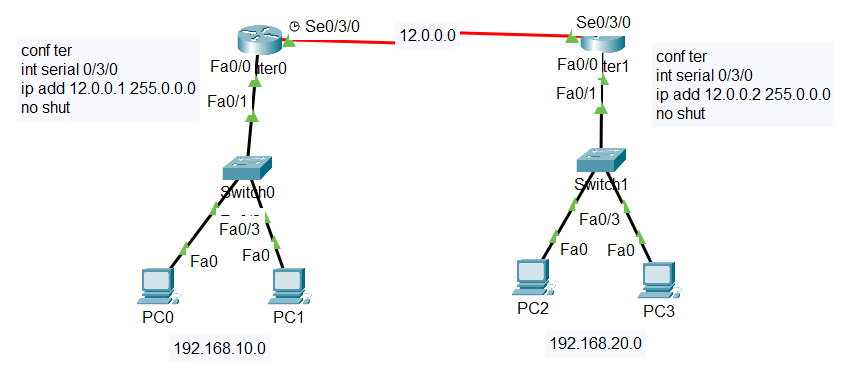 Se0/3/0
12.0.0.0
Se0/3/0
conf ter
int serial 0/3/0
ip add 12.0.0.1 255.0.0.0
no shut
conf ter
int serial 0/3/0
ip add 12.0.0.2 255.0.0.0
no shut
Fa0/0
ter0
Fa0/1
Fa0/0
ter1
Fa0/1
Switch0
Switch1
Fa0/3
Fa0
Fa0
Fa0/3
Fa0
Fa0
PC0
PC1
PC2
PC3
192.168.10.0
192.168.20.0